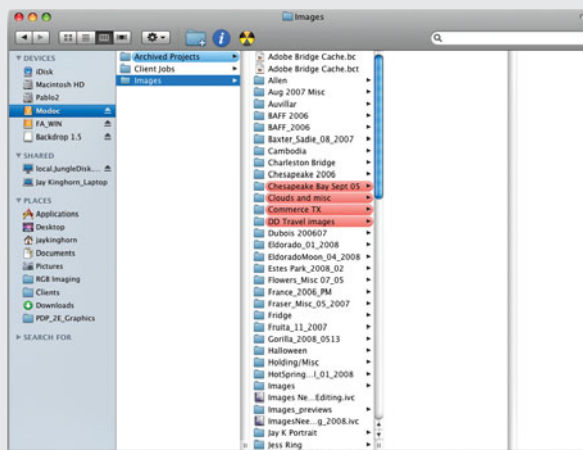 Images
DEVICES
iDisk
Macintosh HD
Pablo2
Modoc
FA_WIN
Backdrop 1.5
SHARED
local.JungleDisk....
Jay Kinghorn_Laptop
PLACES
Applications
Desktop
jaykinghorn
Documents
Pictures
RGB Imaging
Clients
Downloads
PDP_2E_Graphics
SEARCH FOR
Archived Projects
Client Jobs
Images
Adobe Bridge Cache.bc
Adobe Bridge Cache.bct
Allen
Aug 2007 Misc
Auvillar
BAFF 2006
BAFF_2006
Baxter_Sadie_08_2007
Cambodia
Charleston Bridge
Chesapeake 2006
Chesapeake Bay Sept 05
Clouds and misc
Commerce TX
DD Travel images
Dubois 200607
Eldorado_01_2008
EldoradoMoon_04_2008
Estes Park_2008_02
Flowers_Misc 07_05
France_2006_PM
Fraser_Misc_05_2007
Fridge
Fruita_11_2007
Gorilla_2008_0513
Halloween
Holding/Misc
HotSpring...l_01_2008
Images
Images Ne...Editing.ivc
Images_previews
ImagesNee...g_2008.ivc
Jay K Portrait
Jess Ring